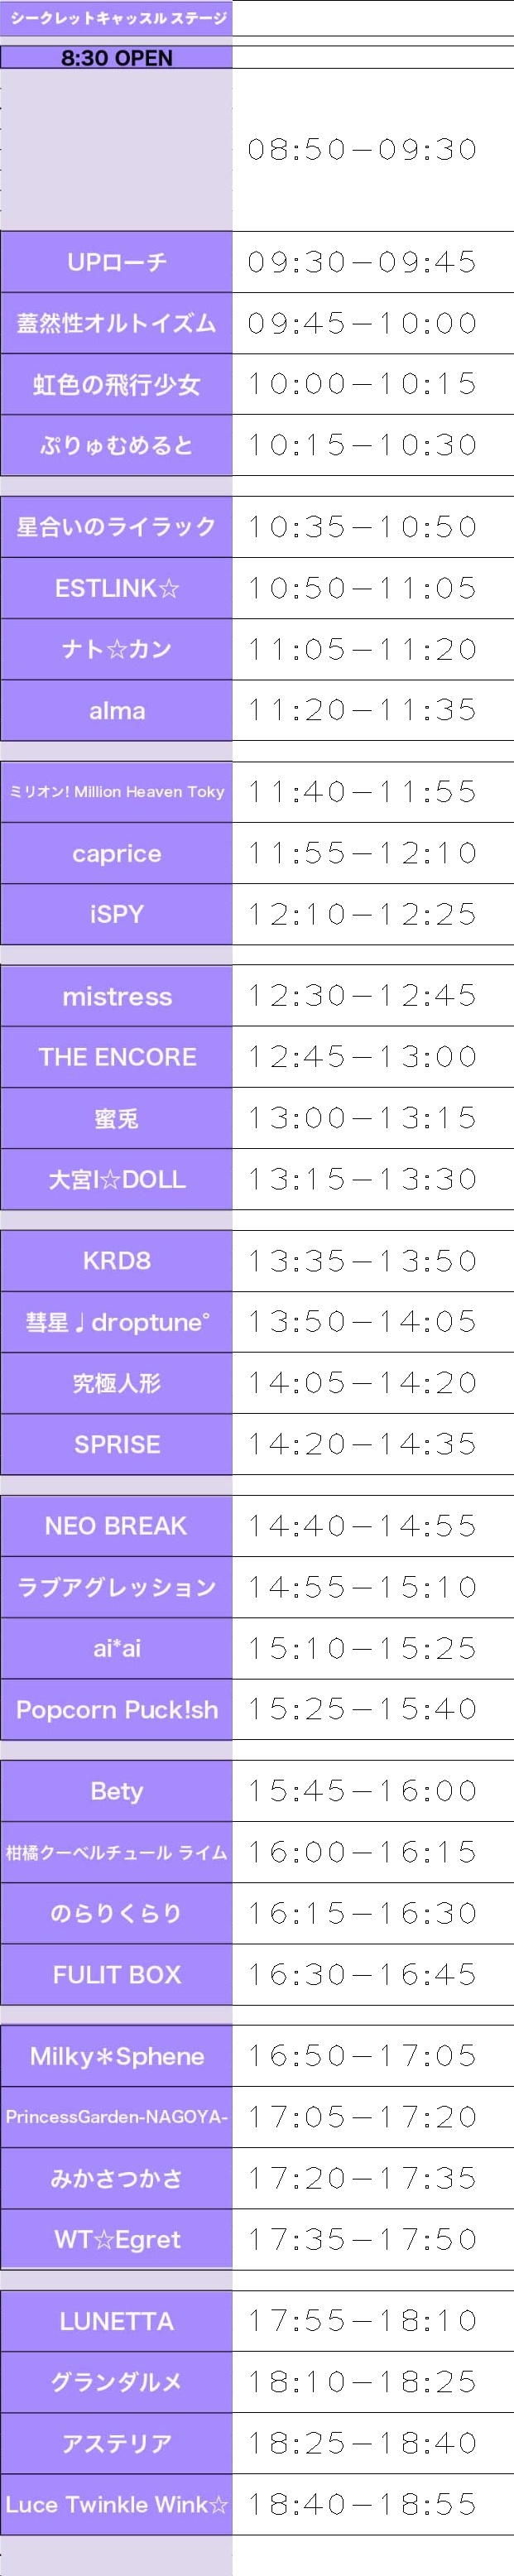 シークレットキャッスル ステージ
8:30 OPEN
08:50－09:30
UPローチ 09:30－09:45
蓋然性オルトイズム 09:45－10:00
虹色の飛行少女 10:00－10:15
ぷりゅむめると 10:15－10:30
星合いのライラック 10:35－10:50
ESTLINK☆ 10:50－11:05
ナト☆カン 11:05－11:20
alma 11:20－11:35
ミリオン! Million Heaven Toky 11:40－11:55
caprice 11:55－12:10
iSPY 12:10－12:25
mistress 12:30－12:45
THE ENCORE 12:45－13:00
蜜兎 13:00－13:15
大宮I☆DOLL 13:15－13:30
KRD8 13:35－13:50
彗星♩droptune° 13:50－14:05
究極人形 14:05－14:20
SPRISE 14:20－14:35
NEO BREAK 14:40－14:55
ラブアグレッション 14:55－15:10
ai*ai 15:10－15:25
Popcorn Puck!sh 15:25－15:40
Bety 15:45－16:00
柑橘クーベルチュール ライム 16:00－16:15
のらりくらり 16:15－16:30
FULIT BOX 16:30－16:45
Milky＊Sphene 16:50－17:05
PrincessGarden-NAGOYA- 17:05－17:20
みかさつかさ 17:20－17:35
WT☆Egret 17:35－17:50
LUNETTA 17:55－18:10
グランダルメ 18:10－18:25
アステリア 18:25－18:40
Luce Twinkle Wink☆ 18:40－18:55